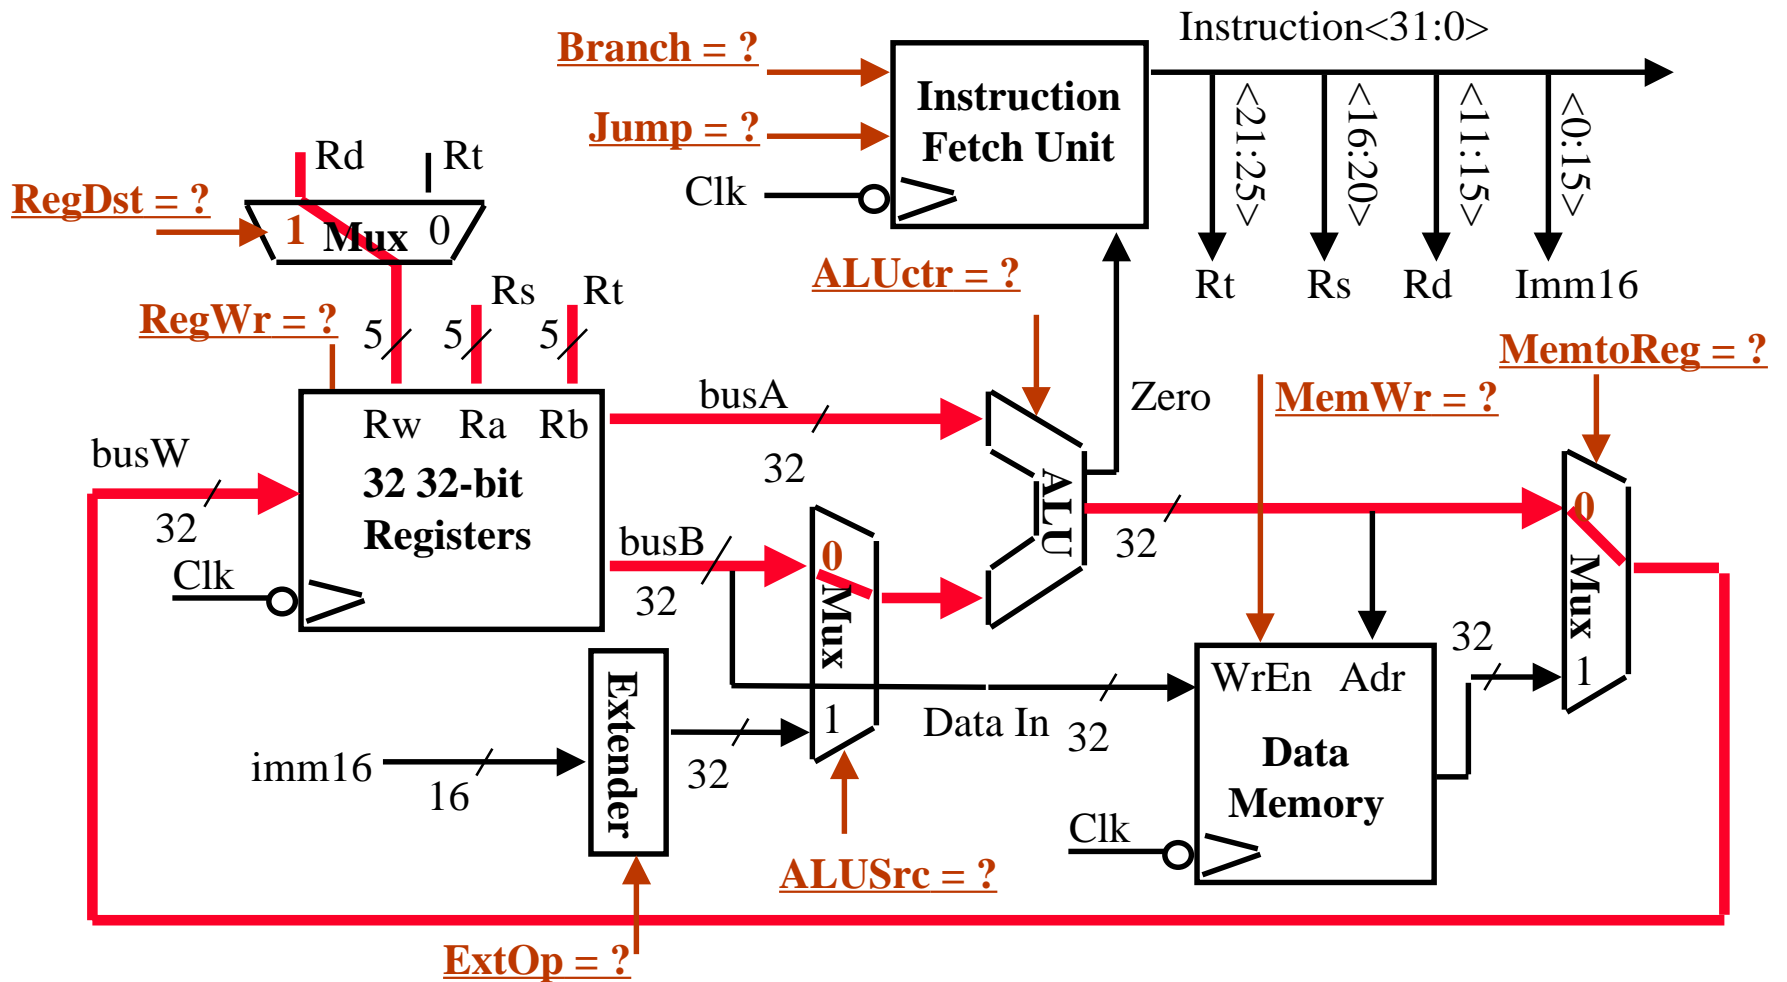 Instruction<31:0>
Branch = ?
Instruction
Fetch Unit
Jump = ?
Clk
<21:25>
<16:20>
<11:15>
<0:15>
Rt
Rs
Rd
Imm16
Rd
Rt
RegDst = ?
1
Mux
0
ALUctr = ?
RegWr = ?
Rs
Rt
5
5
5
MemtoReg = ?
busA
32
Zero
MemWr = ?
Rw
Ra
Rb
busW
32
32 32-bit
Registers
Clk
busB
32
0
Mux
1
ALU
32
0
Mux
1
32
WrEn
Adr
Data In
32
Data
Memory
Clk
Extender
imm16
16
32
ALUSrc = ?
ExtOp = ?